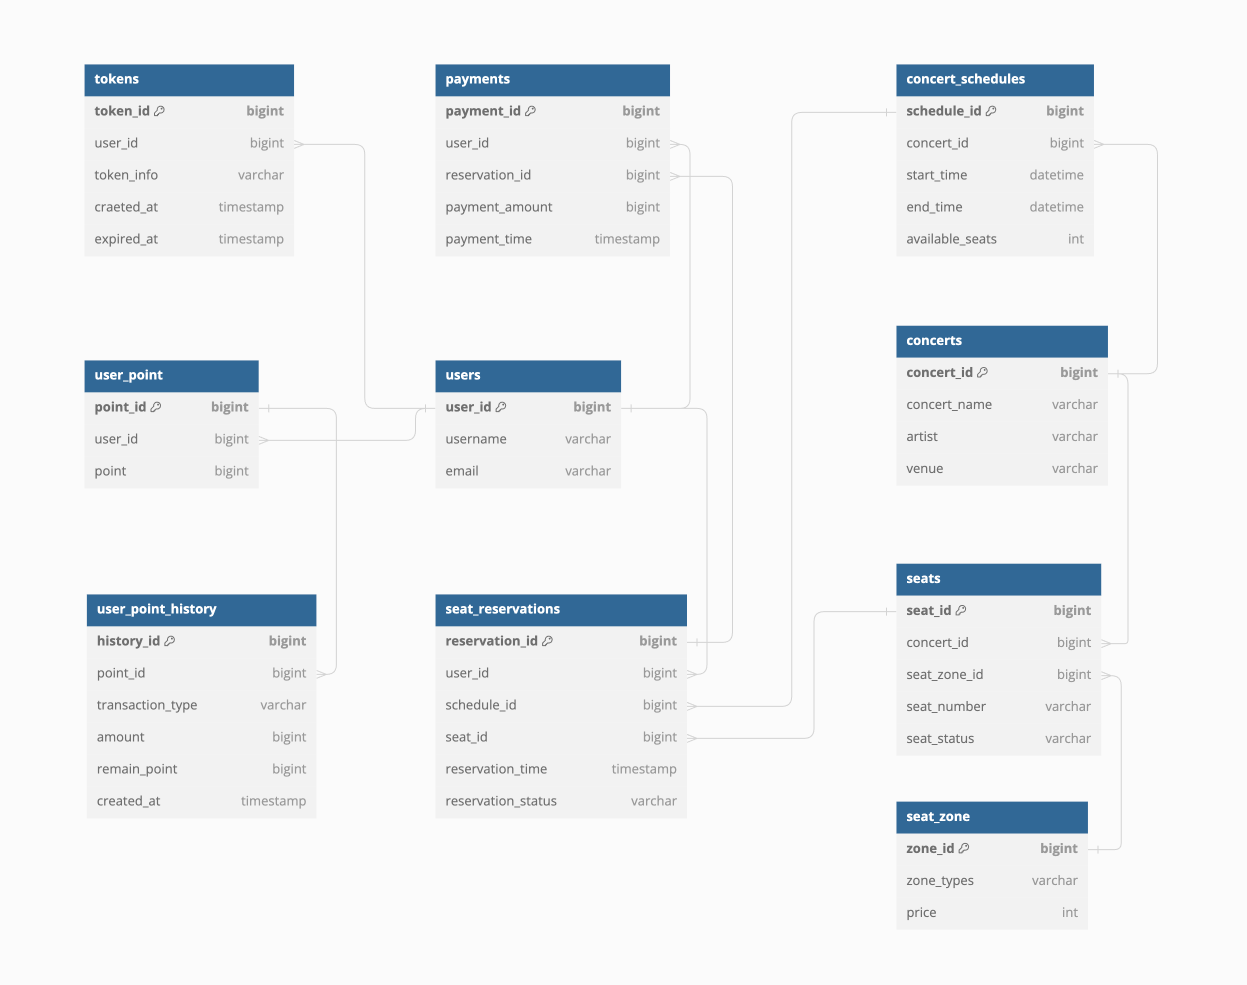 tokens
token_id bigint
user_id bigint
token_info varchar
craeted_at timestamp
expired_at timestamp
payments
payment_id bigint
user_id bigint
reservation_id bigint
payment_amount bigint
payment_time timestamp
concert_schedules
schedule_id bigint
concert_id bigint
start_time datetime
end_time datetime
available_seats int
user_point
point_id bigint
user_id bigint
point bigint
users
user_id bigint
username varchar
email varchar
concerts
concert_id bigint
concert_name varchar
artist varchar
venue varchar
user_point_history
history_id bigint
point_id bigint
transaction_type varchar
amount bigint
remain_point bigint
created_at timestamp
seat_reservations
reservation_id bigint
user_id bigint
schedule_id bigint
seat_id bigint
reservation_time timestamp
reservation_status varchar
seats
seat_id bigint
concert_id bigint
seat_zone_id bigint
seat_number varchar
seat_status varchar
seat_zone
zone_id bigint
zone_types varchar
price int